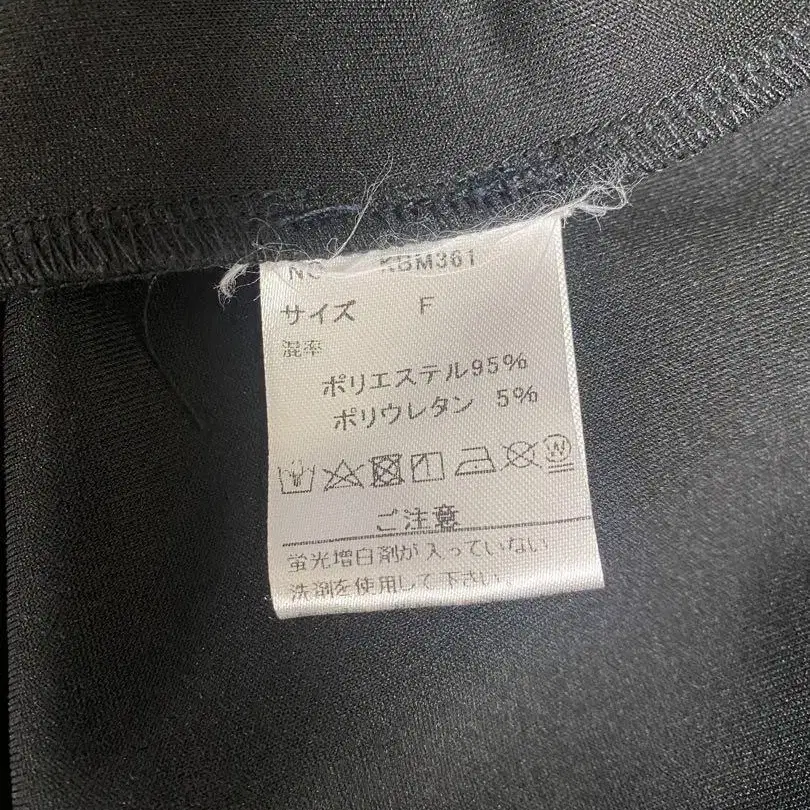 NO KBM361
サイズ F
混率
ポリエステル95%
ポリウレタン 5%
W
ご注意
蛍光増白剤が入っていない
洗剤を使用して下さい